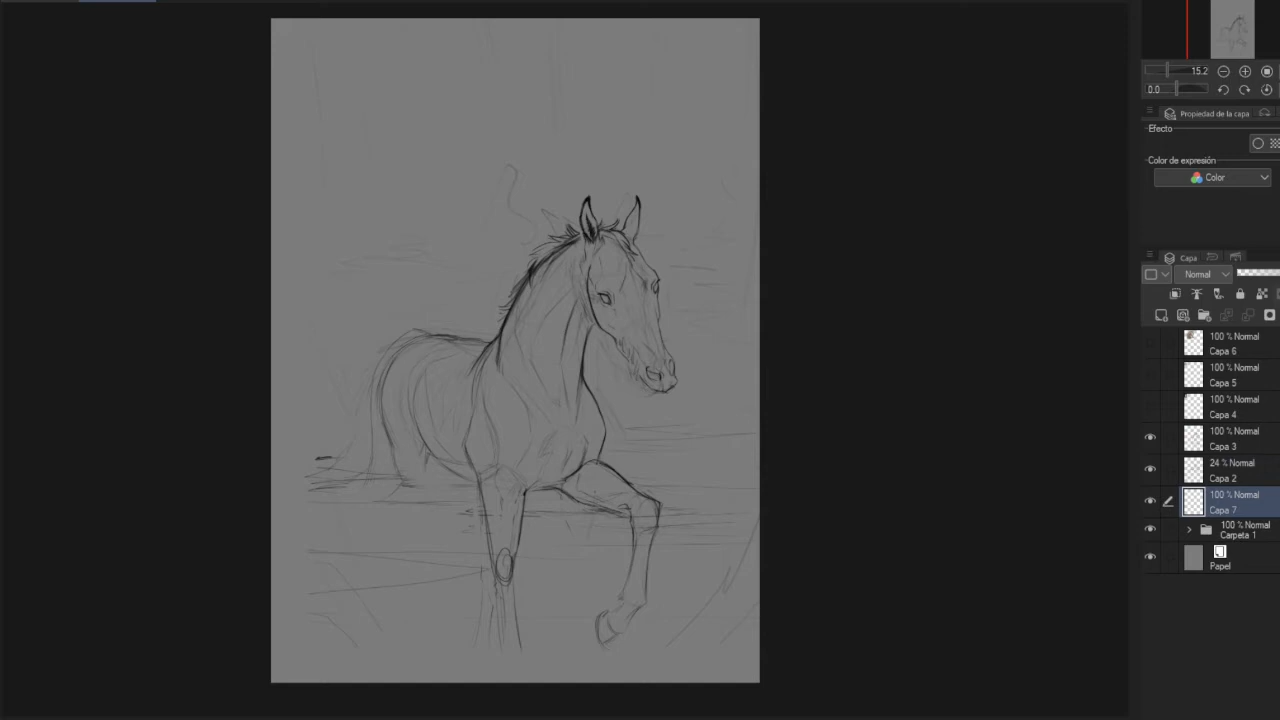 15.2
0.0
Propiedad de la capa
Efecto
Color de expresión
Color
Capa
Normal
100 % Normal
Capa 6
100 % Normal
Capa 5
100 % Normal
Capa 4
100 % Normal
Capa 3
24 % Normal
Capa 2
100 % Normal
Capa 7
100 % Normal
Carpeta 1
Papel